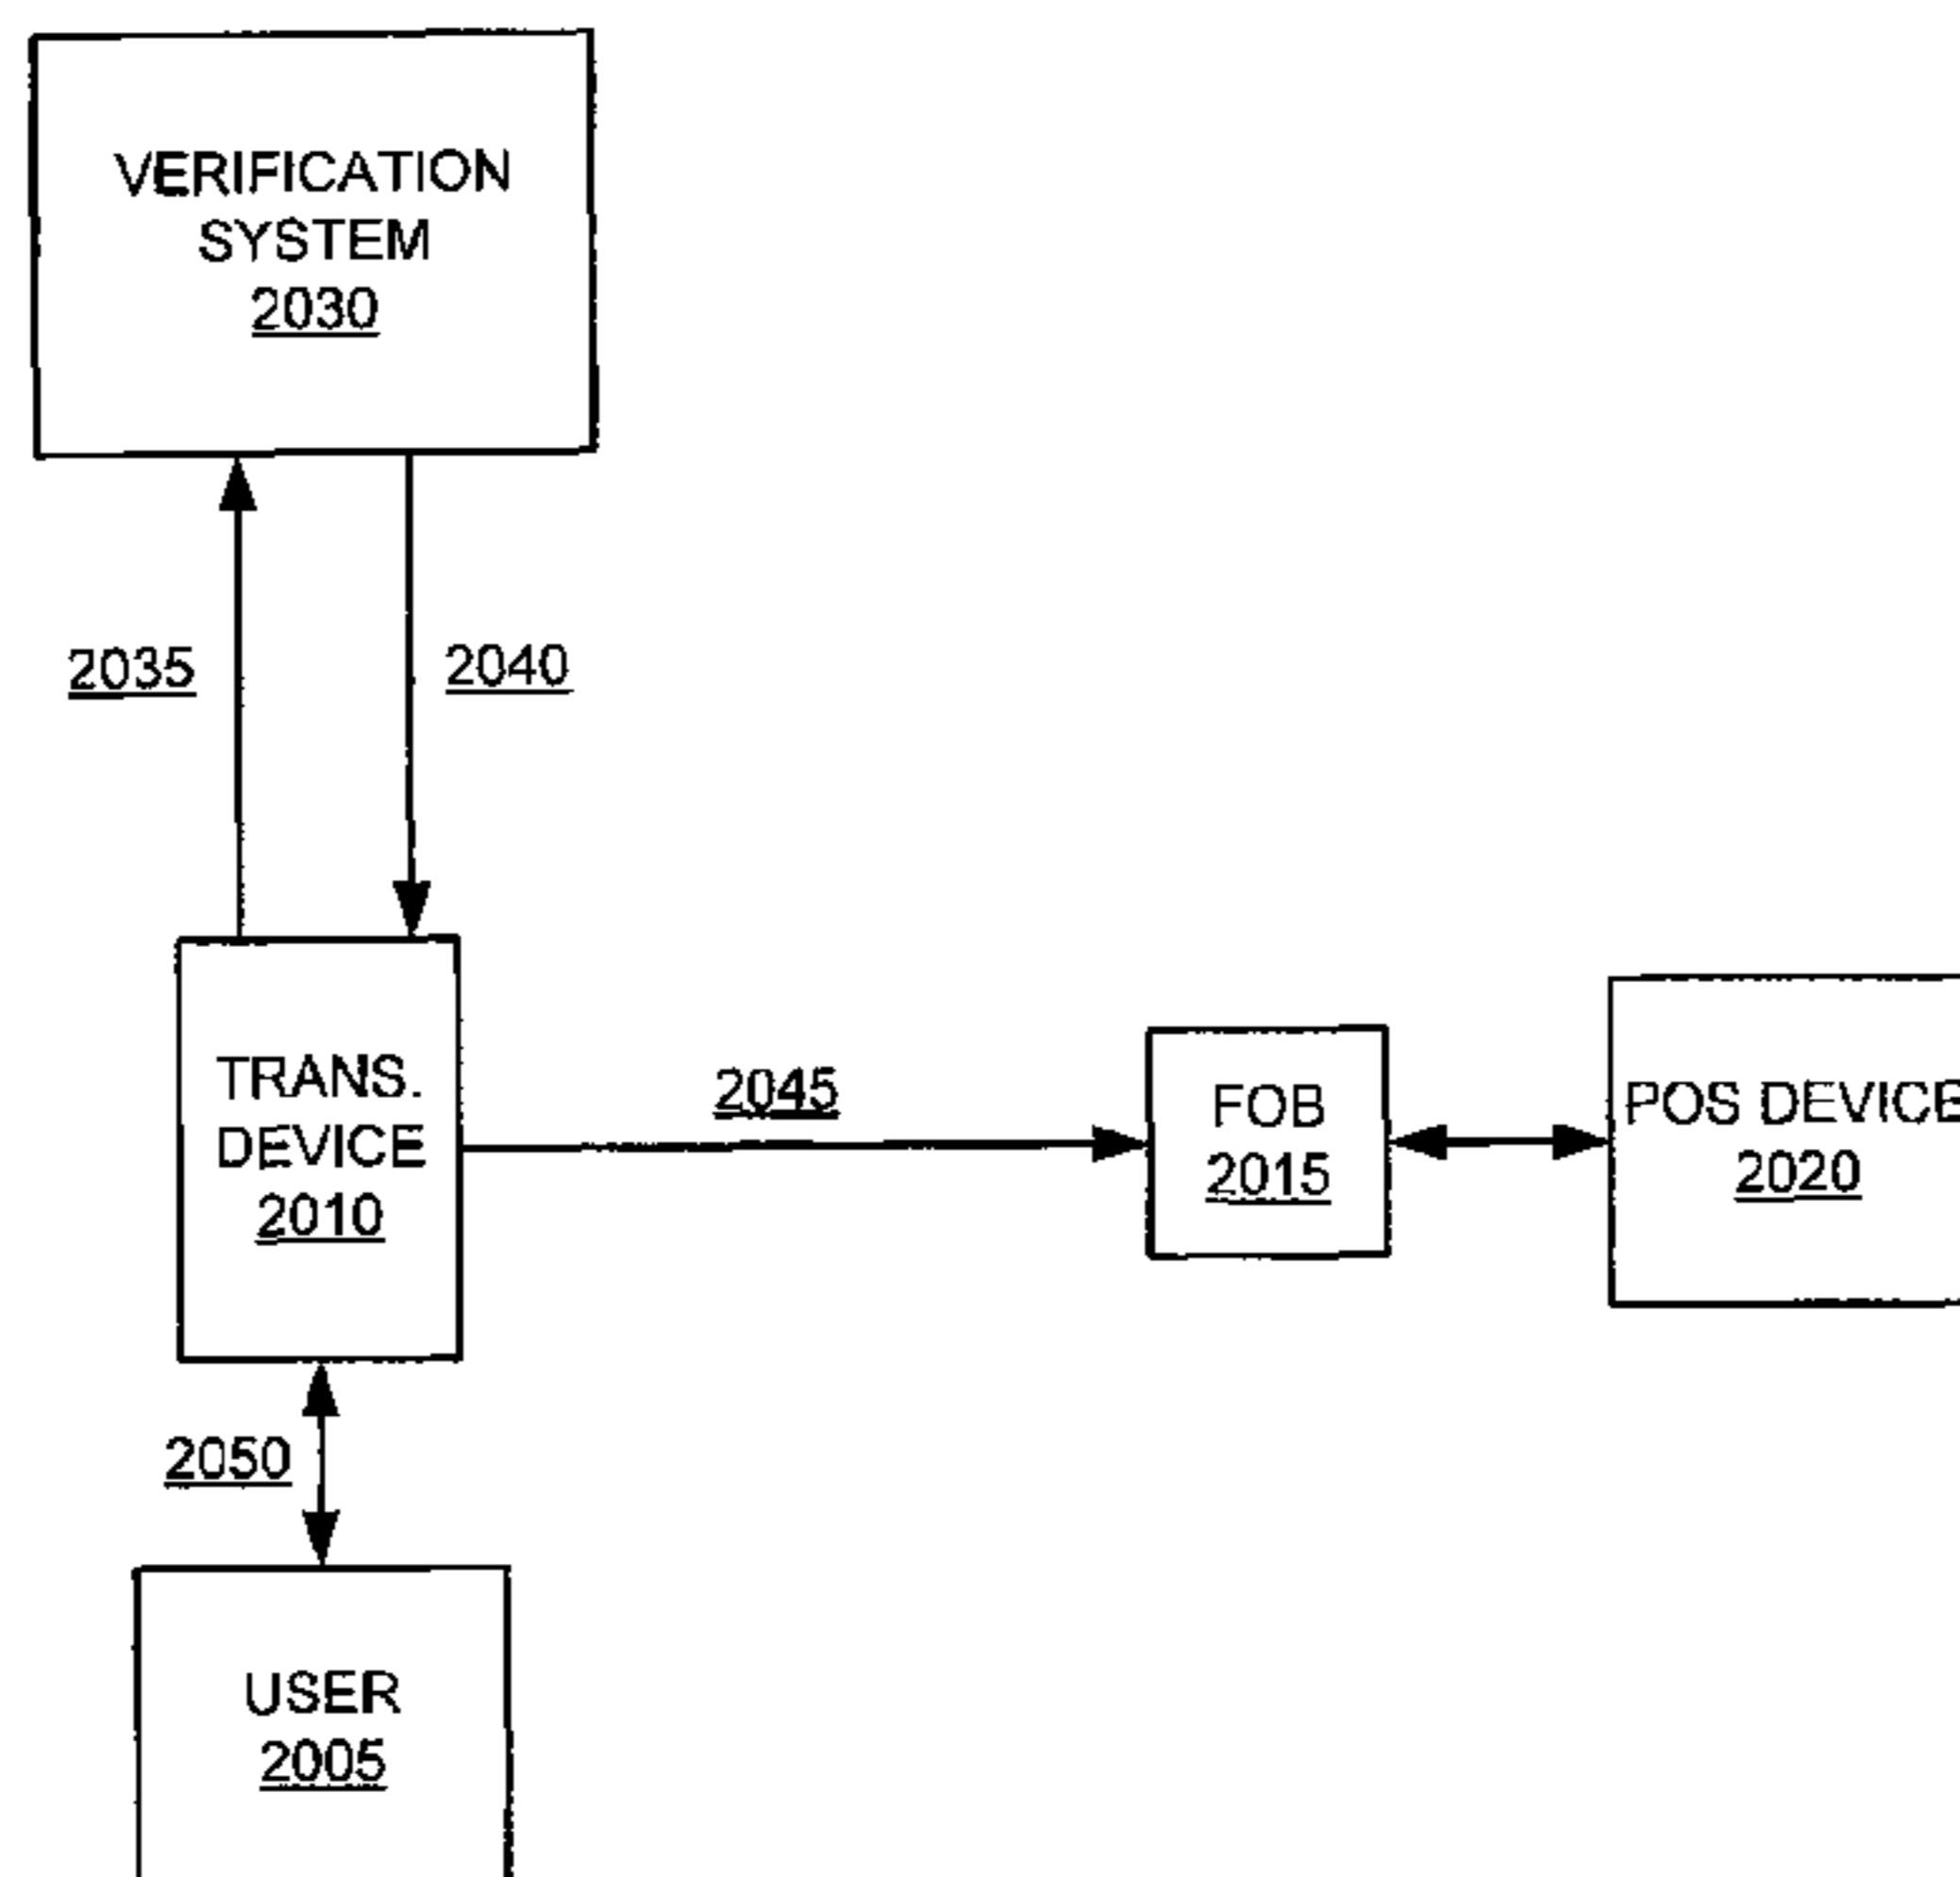 VERIFICATION
SYSTEM
2030
2035
2040
TRANS.
DEVICE
2010
2045
FOB
2015
POS DEVICE
2020
2050
USER
2005